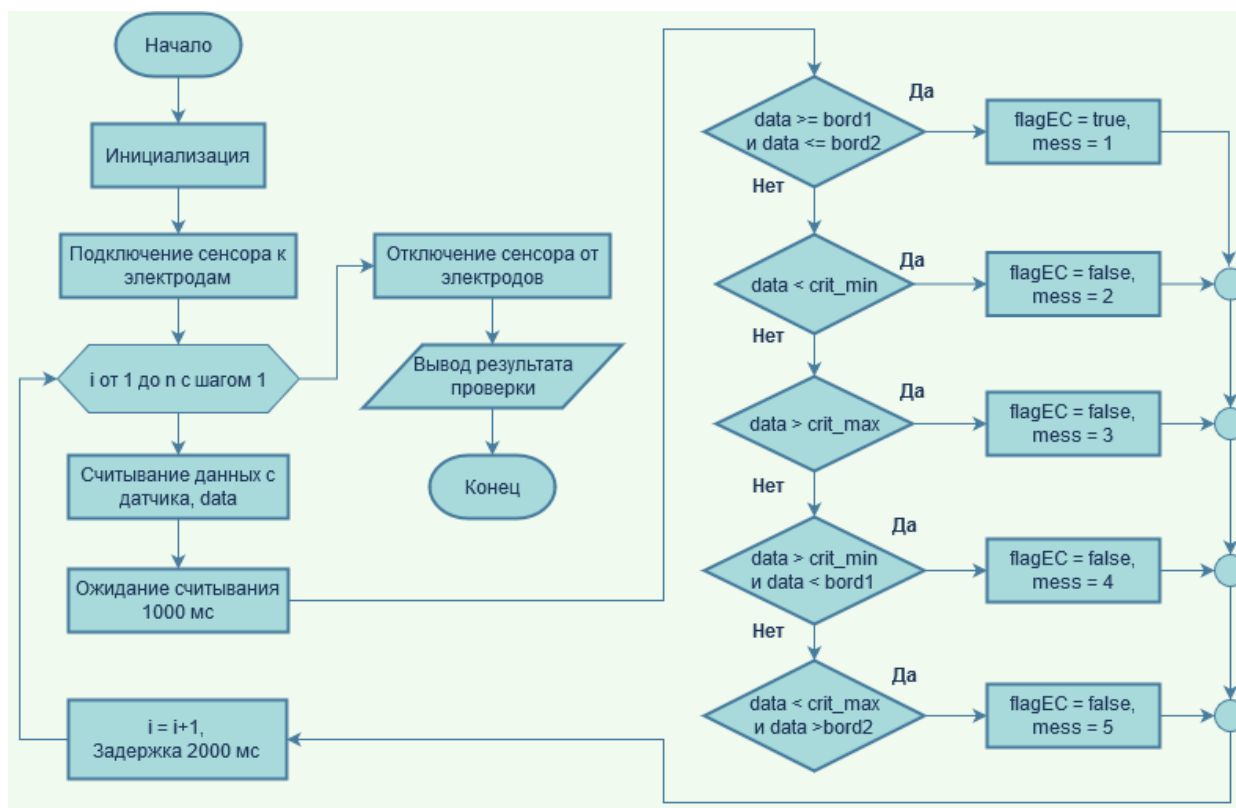 Начало
Инициализация
Подключение сенсора к
электродам
i от 1 до n с шагом 1
Считывание данных с
датчика, data
Ожидание считывания
1000 мс
i = i+1,
Задержка 2000 мс
Отключение сенсора от
электродов
Вывод результата
проверки
Конец
data >= bord1
и data <= bord2
Да
flagEC = true,
mess = 1
Нет
data < crit_min
Да
flagEC = false,
mess = 2
Нет
data > crit_max
Да
flagEC = false,
mess = 3
Нет
data > crit_min
и data < bord1
Да
flagEC = false,
mess = 4
Нет
data < crit_max
и data >bord2
Да
flagEC = false,
mess = 5